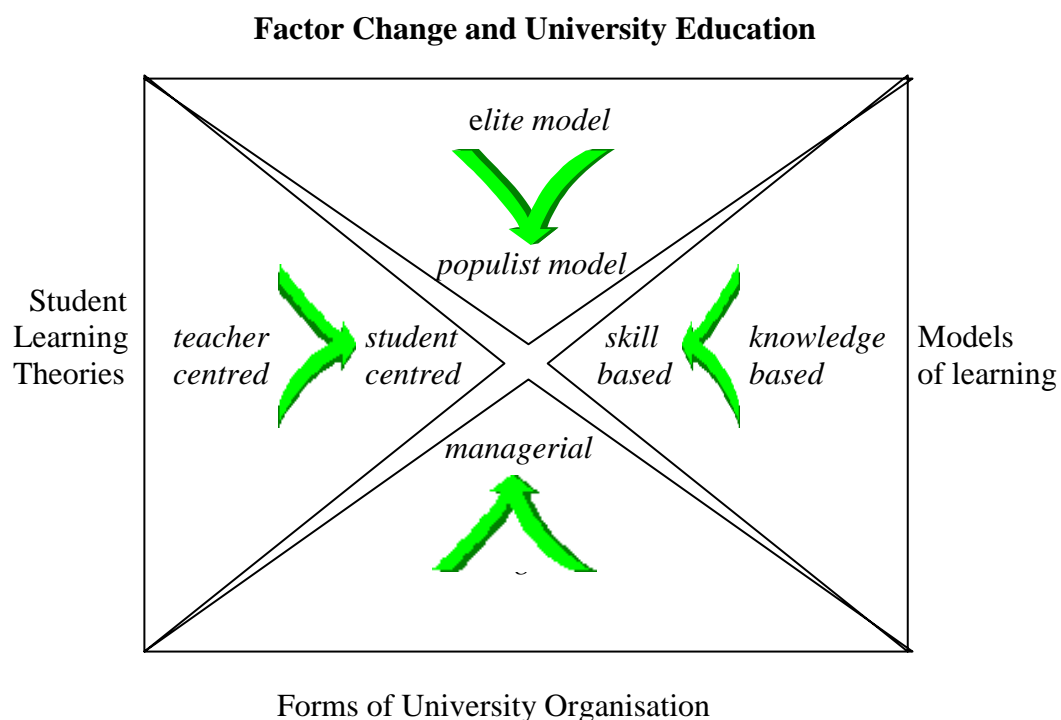 Factor Change and University Education
elite model
populist model
Student
Learning
Theories
teacher
centred
student
centred
skill
based
knowledge
based
Models
of learning
managerial
Forms of University Organisation